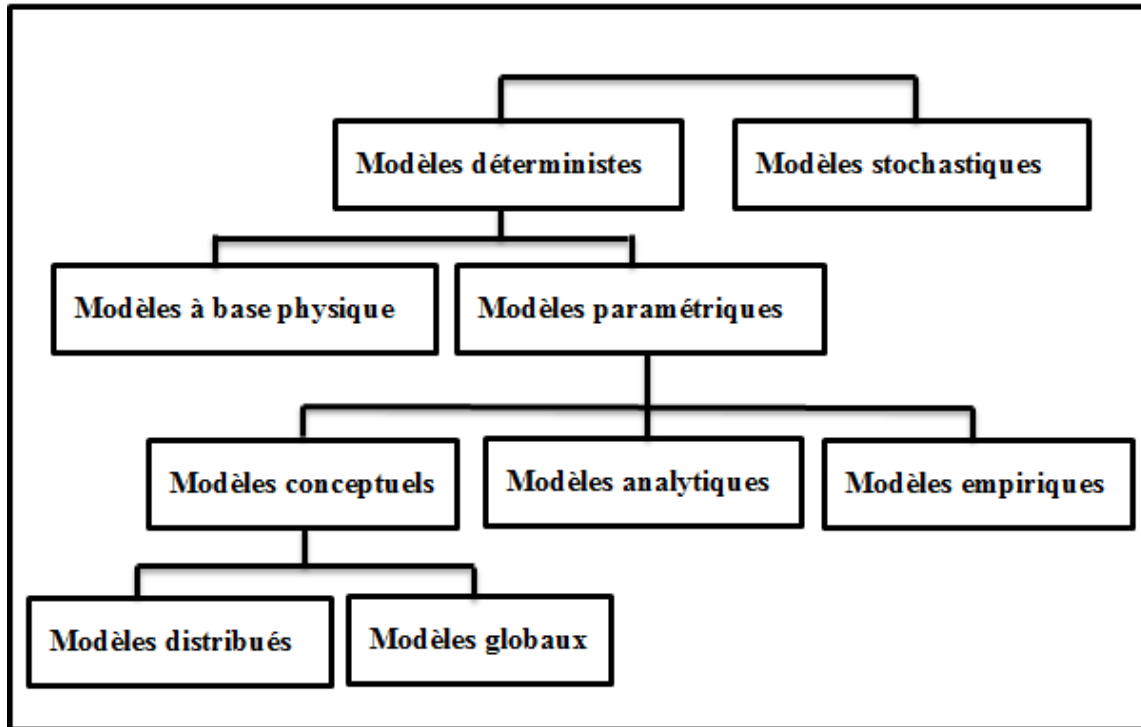 Modèles déterministes
Modèles stochastiques
Modèles à base physique
Modèles paramétriques
Modèles conceptuels
Modèles analytiques
Modèles empiriques
Modèles distribués
Modèles globaux